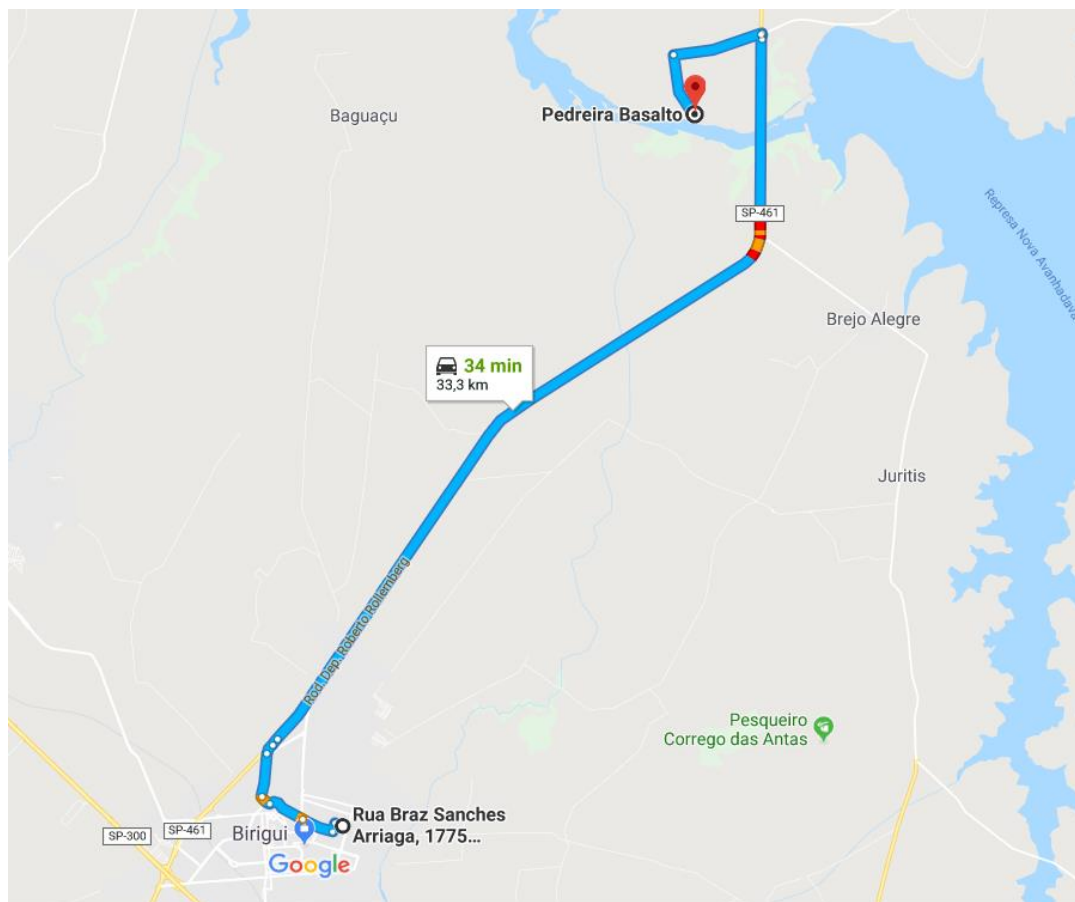 Baguaçu
Pedreira Basalto
SP-461
Represa Nova Avanhadava
Brejo Alegre
34 min
33,3 km
Juritis
Rod. Dep. Roberto Rollemberg
Pesqueiro
Corrego das Antas
Rua Braz Sanches
Arriaga, 1775...
SP-300
SP-461
Birigui
Google